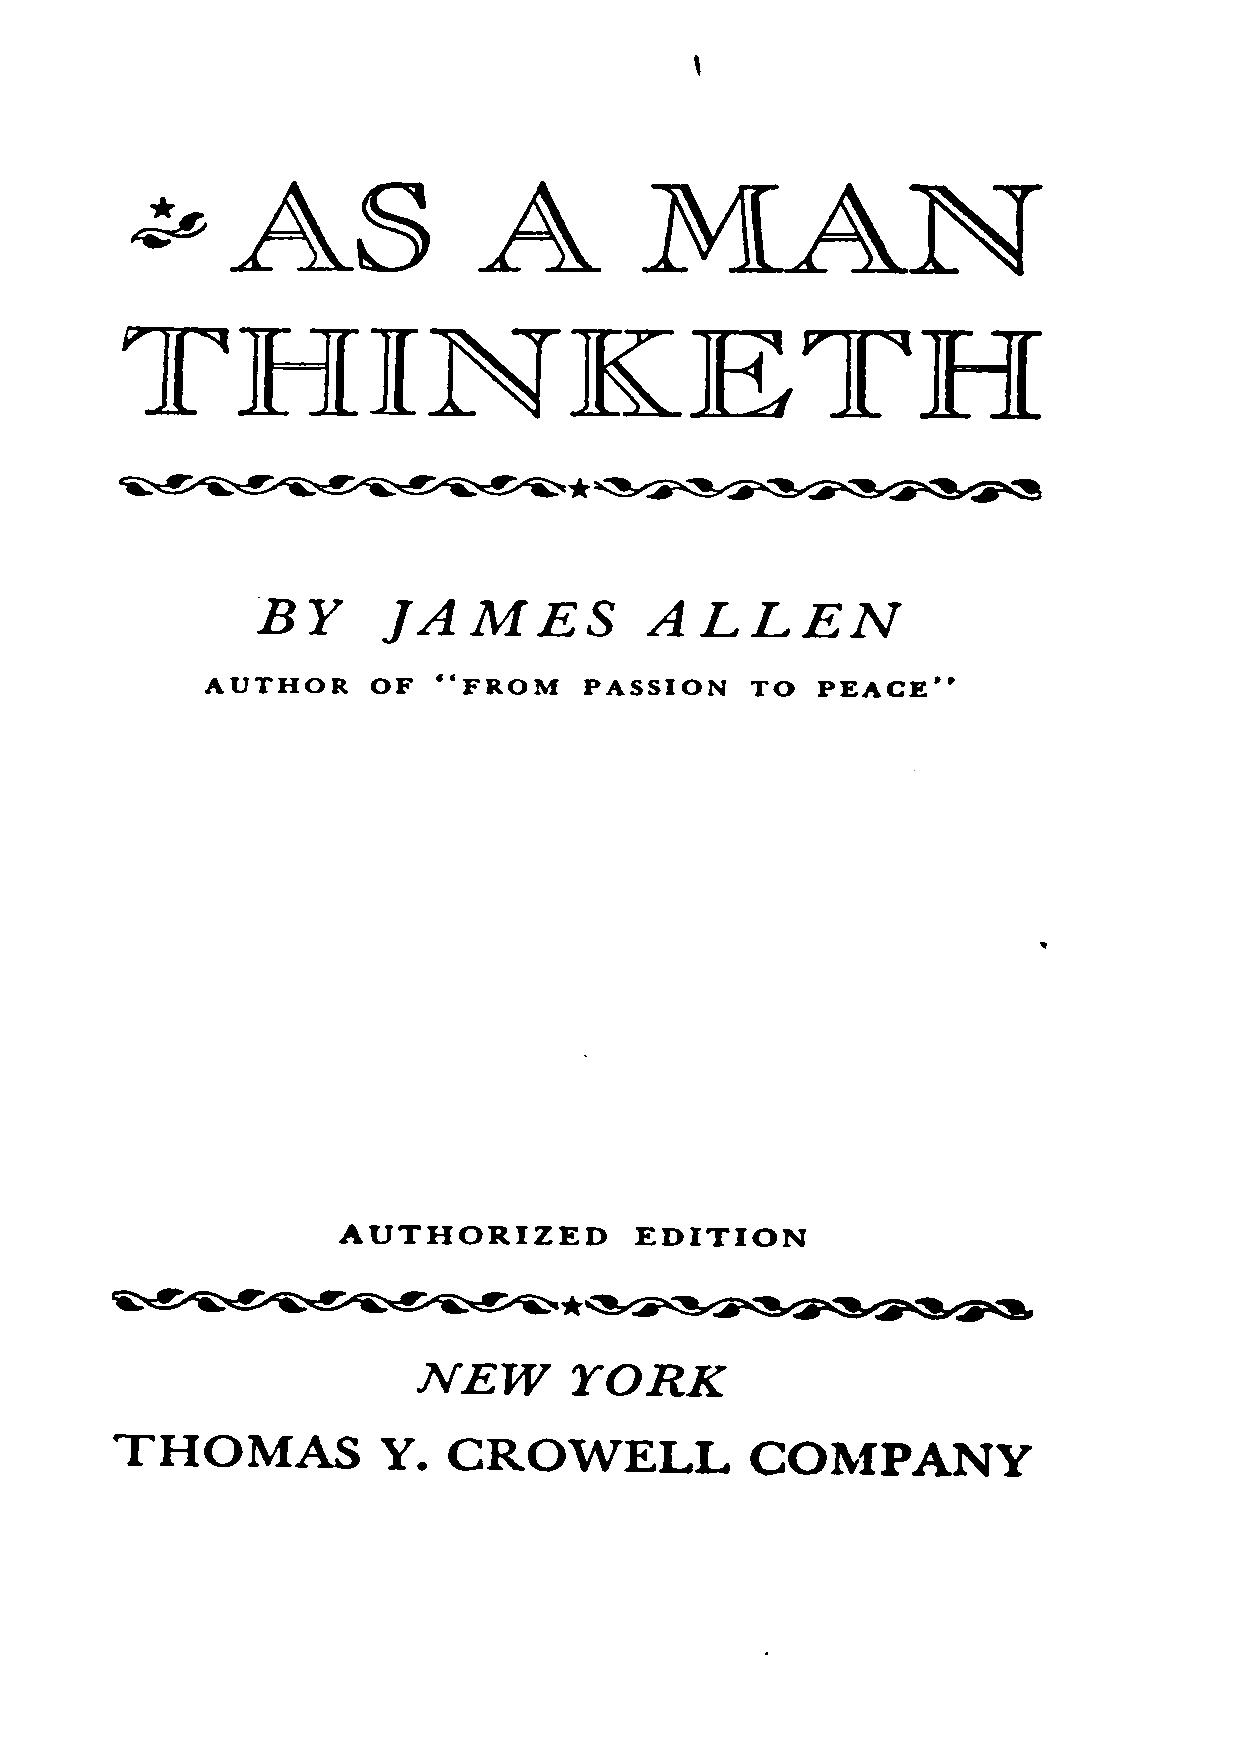 AS A MAN
THINKETH
BY JAMES ALLEN
AUTHOR OF "FROM PASSION TO PEACE"
AUTHORIZED EDITION
NEW YORK
THOMAS Y. CROWELL COMPANY